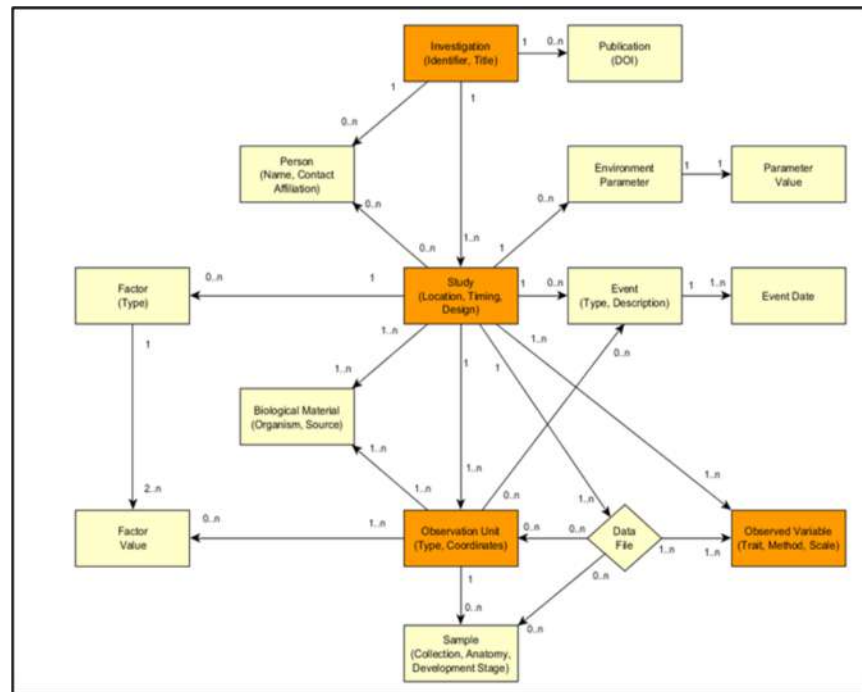 Investigation
(Identifier, Title)
1
0..n
Publication
(DOI)
1
1
0..n
Person
(Name, Contact
Affiliation)
Environment
Parameter
1
1
Parameter
Value
0..n
0..n
0..n
1..n
1
Factor
(Type)
0..n
1
Study
(Location, Timing,
Design)
1
0..n
Event
(Type, Description)
1
1..n
Event Date
1
1..n
1
1
0..n
1..n
Biological Material
(Organism, Source)
1..n
1..n
1..n
0..n
1..n
1..n
2..n
Factor
Value
0..n
1..n
Observation Unit
(Type, Coordinates)
0..n
0..n
Data
File
1..n
1..n
Observed Variable
(Trait, Method, Scale)
1
0..n
0..n
0..n
Sample
(Collection, Anatomy,
Development Stage)